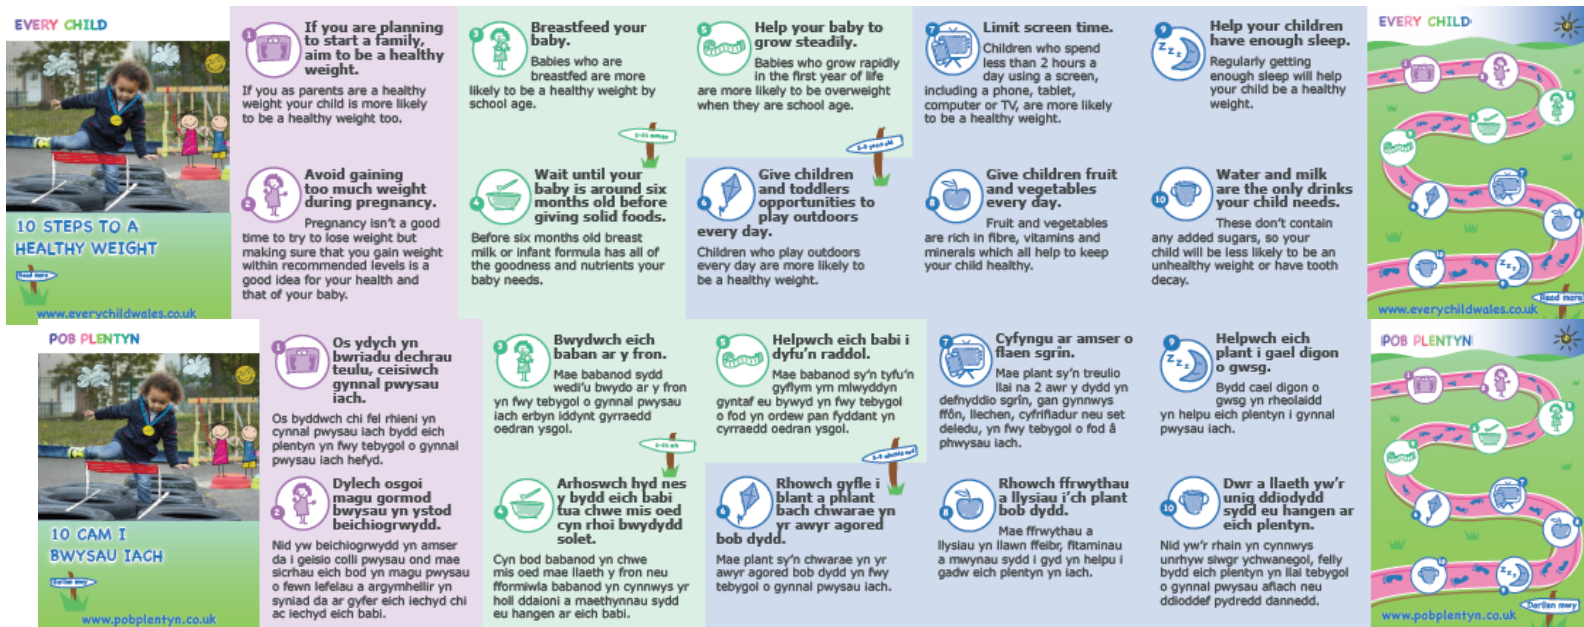 EVERY CHILD
10 STEPS TO A
HEALTHY WEIGHT
Read more
www.everychildwales.co.uk
1
If you are planning
to start a family,
aim to be a healthy
weight.
If you as parents are a healthy
weight your child is more likely
to be a healthy weight too.
2
Avoid gaining
too much weight
during pregnancy.
Pregnancy isn't a good
time to try to lose weight but
making sure that you gain weight
within recommended levels is a
good idea for your health and
that of your baby.
3
Breastfeed your
baby.
Babies who are
breastfed are more
likely to be a healthy weight by
school age.
4
Wait until your
baby is around six
months old before
giving solid foods.
Before six months old breast
milk or infant formula has all of
the goodness and nutrients your
baby needs.
5
Help your baby to
grow steadily.
Babies who grow rapidly
in the first year of life
are more likely to be overweight
when they are school age.
6
Give children
and toddlers
opportunities to
play outdoors
every day.
Children who play outdoors
every day are more likely to
be a healthy weight.
7
Limit screen time.
Children who spend
less than 2 hours a
day using a screen,
including a phone, tablet,
computer or TV, are more likely
to be a healthy weight.
8
Give children fruit
and vegetables
every day.
Fruit and vegetables
are rich in fibre, vitamins and
minerals which all help to keep
your child healthy.
9
Help your children
have enough sleep.
Regularly getting
enough sleep will help
your child be a healthy
weight.
10
Water and milk
are the only drinks
your child needs.
These don't contain
any added sugars, so your
child will be less likely to be an
unhealthy weight or have tooth
decay.
EVERY CHILD
Read more
www.everychildwales.co.uk
POB PLENTYN
10 CAM I
BWYSAU IACH
Darllen mwy
www.pobplentyn.co.uk
1
Os ydych yn
bwriadu dechrau
teulu, ceisiwch
gynnal pwysau
iach.
Os byddwch chi fel rhieni yn
cynnal pwysau iach bydd eich
plentyn yn fwy tebygol o gynnal
pwysau iach hefyd.
2
Dylech osgoi
magu gormod
bwysau yn ystod
beichiogrwydd.
Nid yw beichiogrwydd yn amser
da i geisio colli pwysau ond mae
sicrhau eich bod yn magu pwysau
o fewn lefelau a argymhellir yn
syniad da ar gyfer eich iechyd chi
ac iechyd eich babi.
3
Bwydwch eich
baban ar y fron.
Mae babanod sydd
wedi'u bwydo ar y fron
yn fwy tebygol o gynnal pwysau
iach erbyn iddynt gyrraedd
oedran ysgol.
4
Arhoswch hyd nes
y bydd eich babi
tua chwe mis oed
cyn rhoi bwydydd
solet.
Cyn bod babanod yn chwe
mis oed mae llaeth y fron neu
fformiwla babanod yn cynnwys yr
holl ddaioni a maethynnau sydd
eu hangen ar eich babi.
5
Helpwch eich babi i
dyfu'n raddol.
Mae babanod sy'n tyfu'n
gyflym ym mlwyddyn
gyntaf eu bywyd yn fwy tebygol
o fod yn ordew pan fyddant yn
cyrraedd oedran ysgol.
6
Rhowch gyfle i
blant a phlant
bach chwarae yn
yr awyr agored
bob dydd.
Mae plant sy'n chwarae yn yr
awyr agored bob dydd yn fwy
tebygol o gynnal pwysau iach.
7
Cyfyngu ar amser o
flaen sgrîn.
Mae plant sy'n treulio
llai na 2 awr y dydd yn
defnyddio sgrîn, gan gynnwys
ffôn, llechen, cyfrifiadur neu set
deledu, yn fwy tebygol o fod â
phwysau iach.
8
Rhowch ffrwythau
a llysiau i'ch plant
bob dydd.
Mae ffrwythau a
llysiau yn llawn ffeibr, fitaminau
a mwynau sydd i gyd yn helpu i
gadw eich plentyn yn iach.
9
Helpwch eich
plant i gael digon
o gwsg.
Bydd cael digon o
gwsg yn rheolaidd
yn helpu eich plentyn i gynnal
pwysau iach.
10
Dwr a llaeth yw'r
unig ddiodydd
sydd eu hangen ar
eich plentyn.
Nid yw'r rhain yn cynnwys
unrhyw siwgr ychwanegol, felly
bydd eich plentyn yn llai tebygol
o gynnal pwysau afiach neu
ddioddef pydredd dannedd.
POB PLENTYN
Darllen mwy
www.pobplentyn.co.uk